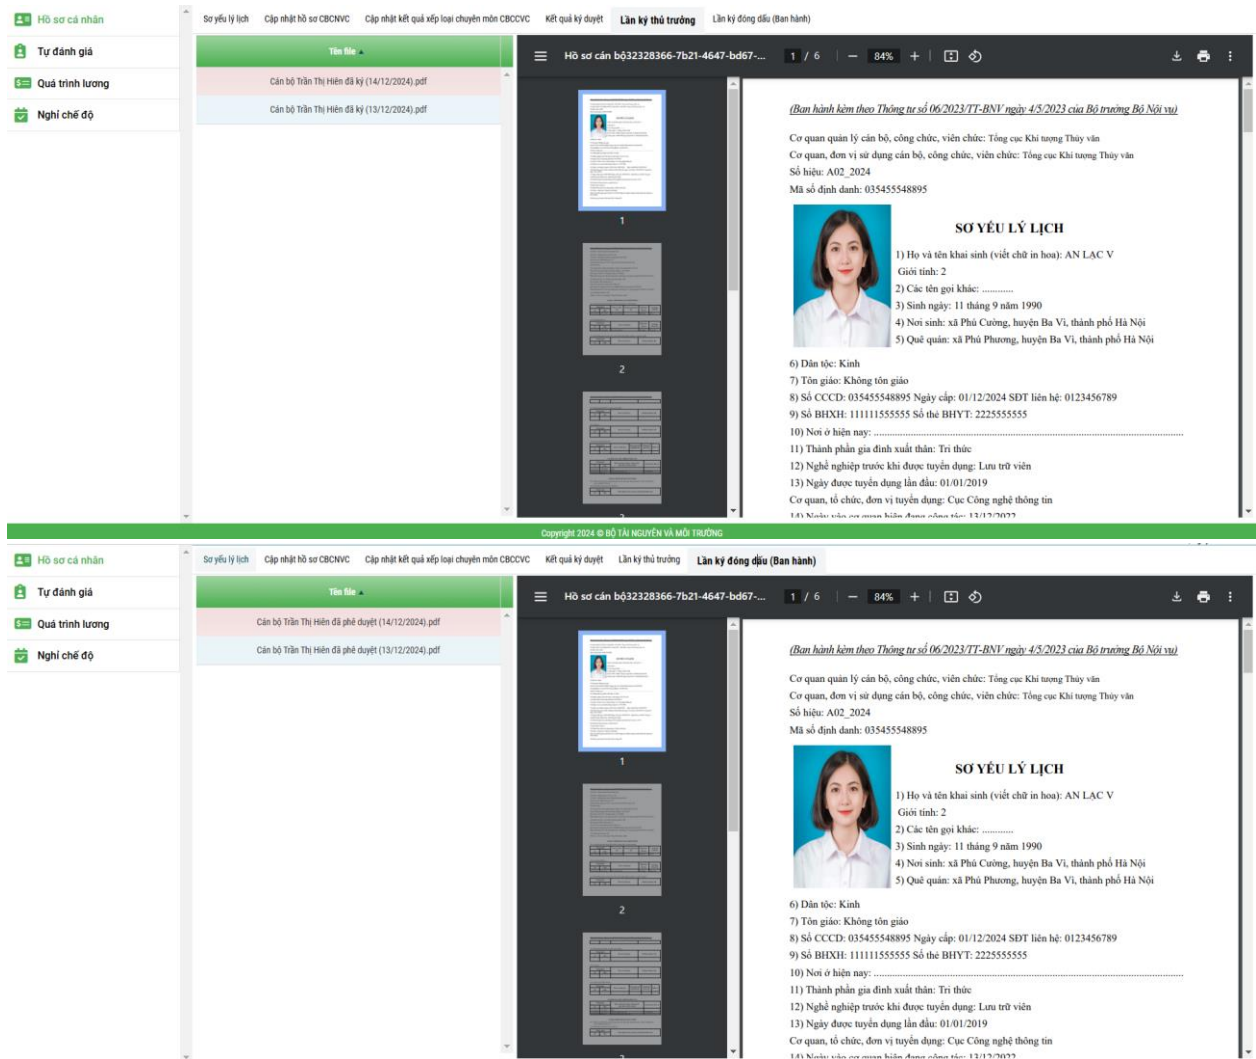 Hồ sơ cá nhân
Tự đánh giá
Quá trình lương
Nghỉ chế độ
Sơ yếu lý lịch Cập nhật hồ sơ CBCNVC Cập nhật kết quả xếp loại chuyên môn CBCCVC Kết quả ký duyệt Lần ký thủ trưởng Lần ký đóng dấu (Ban hành)
Tên file
Cán bộ Trần Thị Hiên đã ký (14/12/2024).pdf
Cán bộ Trần Thị Hiên đã ký (13/12/2024).pdf
Hồ sơ cán bộ32328366-7b21-4647-bd67-... 1 / 6 84%
1
2
(Ban hành kèm theo Thông tư số 06/2023/TT-BNV ngày 4/5/2023 của Bộ trưởng Bộ Nội vụ)
Cơ quan quản lý cán bộ, công chức, viên chức: Tổng cục Khí tượng Thủy văn
Cơ quan, đơn vị sử dụng cán bộ, công chức, viên chức: Tổng cục Khí tượng Thủy văn
Số hiệu: A02_2024
Mã số định danh: 035455548895
SƠ YẾU LÝ LỊCH
1) Họ và tên khai sinh (viết chữ in hoa): AN LẠC V
Giới tính: 2
2) Các tên gọi khác: ............
3) Sinh ngày: 11 tháng 9 năm 1990
4) Nơi sinh: xã Phú Cường, huyện Ba Vì, thành phố Hà Nội
5) Quê quán: xã Phú Phương, huyện Ba Vì, thành phố Hà Nội
6) Dân tộc: Kinh
7) Tôn giáo: Không tôn giáo
8) Số CCCD: 035455548895 Ngày cấp: 01/12/2024 SĐT liên hệ: 0123456789
9) Số BHXH: 111111555555 Số thẻ BHYT: 2225555555
10) Nơi ở hiện nay: ............
11) Thành phần gia đình xuất thân: Trí thức
12) Nghề nghiệp trước khi được tuyển dụng: Lưu trữ viên
13) Ngày được tuyển dụng lần đầu: 01/01/2019
Cơ quan, tổ chức, đơn vị tuyển dụng: Cục Công nghệ thông tin
14) Ngày vào cơ quan hiện đang công tác: 13/12/2022
Copyright 2024 © BỘ TÀI NGUYÊN VÀ MÔI TRƯỜNG
Hồ sơ cá nhân
Tự đánh giá
Quá trình lương
Nghỉ chế độ
Sơ yếu lý lịch Cập nhật hồ sơ CBCNVC Cập nhật kết quả xếp loại chuyên môn CBCCVC Kết quả ký duyệt Lần ký thủ trưởng Lần ký đóng dấu (Ban hành)
Tên file
Cán bộ Trần Thị Hiên đã phê duyệt (14/12/2024).pdf
Cán bộ Trần Thị Hiên đã phê duyệt (13/12/2024).pdf
Hồ sơ cán bộ32328366-7b21-4647-bd67-... 1 / 6 84%
1
2
(Ban hành kèm theo Thông tư số 06/2023/TT-BNV ngày 4/5/2023 của Bộ trưởng Bộ Nội vụ)
Cơ quan quản lý cán bộ, công chức, viên chức: Tổng cục Khí tượng Thủy văn
Cơ quan, đơn vị sử dụng cán bộ, công chức, viên chức: Tổng cục Khí tượng Thủy văn
Số hiệu: A02_2024
Mã số định danh: 035455548895
SƠ YẾU LÝ LỊCH
1) Họ và tên khai sinh (viết chữ in hoa): AN LẠC V
Giới tính: 2
2) Các tên gọi khác: ............
3) Sinh ngày: 11 tháng 9 năm 1990
4) Nơi sinh: xã Phú Cường, huyện Ba Vì, thành phố Hà Nội
5) Quê quán: xã Phú Phương, huyện Ba Vì, thành phố Hà Nội
6) Dân tộc: Kinh
7) Tôn giáo: Không tôn giáo
8) Số CCCD: 035455548895 Ngày cấp: 01/12/2024 SĐT liên hệ: 0123456789
9) Số BHXH: 111111555555 Số thẻ BHYT: 2225555555
10) Nơi ở hiện nay: ............
11) Thành phần gia đình xuất thân: Trí thức
12) Nghề nghiệp trước khi được tuyển dụng: Lưu trữ viên
13) Ngày được tuyển dụng lần đầu: 01/01/2019
Cơ quan, tổ chức, đơn vị tuyển dụng: Cục Công nghệ thông tin
14) Ngày vào cơ quan hiện đang công tác: 13/12/2022